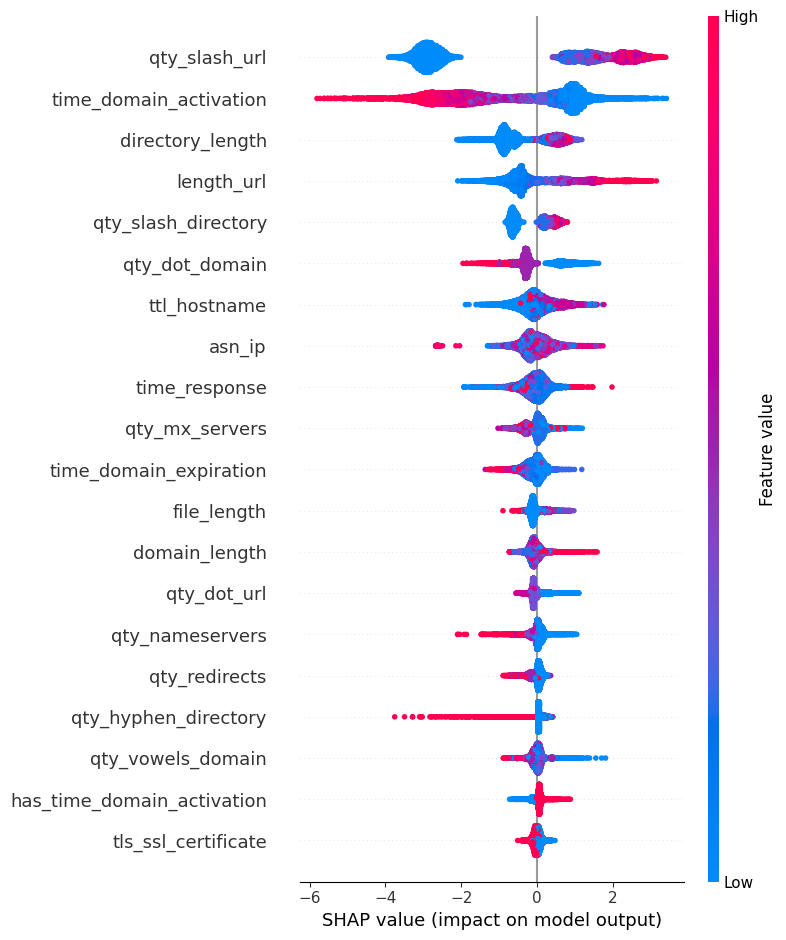 High
qty_slash_url
time_domain_activation
directory_length
length_url
qty_slash_directory
qty_dot_domain
ttl_hostname
asn_ip
time_response
qty_mx_servers
time_domain_expiration
file_length
domain_length
qty_dot_url
qty_nameservers
qty_redirects
qty_hyphen_directory
qty_vowels_domain
has_time_domain_activation
tls_ssl_certificate
Feature value
Low
−6 −4 −2 0 2
SHAP value (impact on model output)